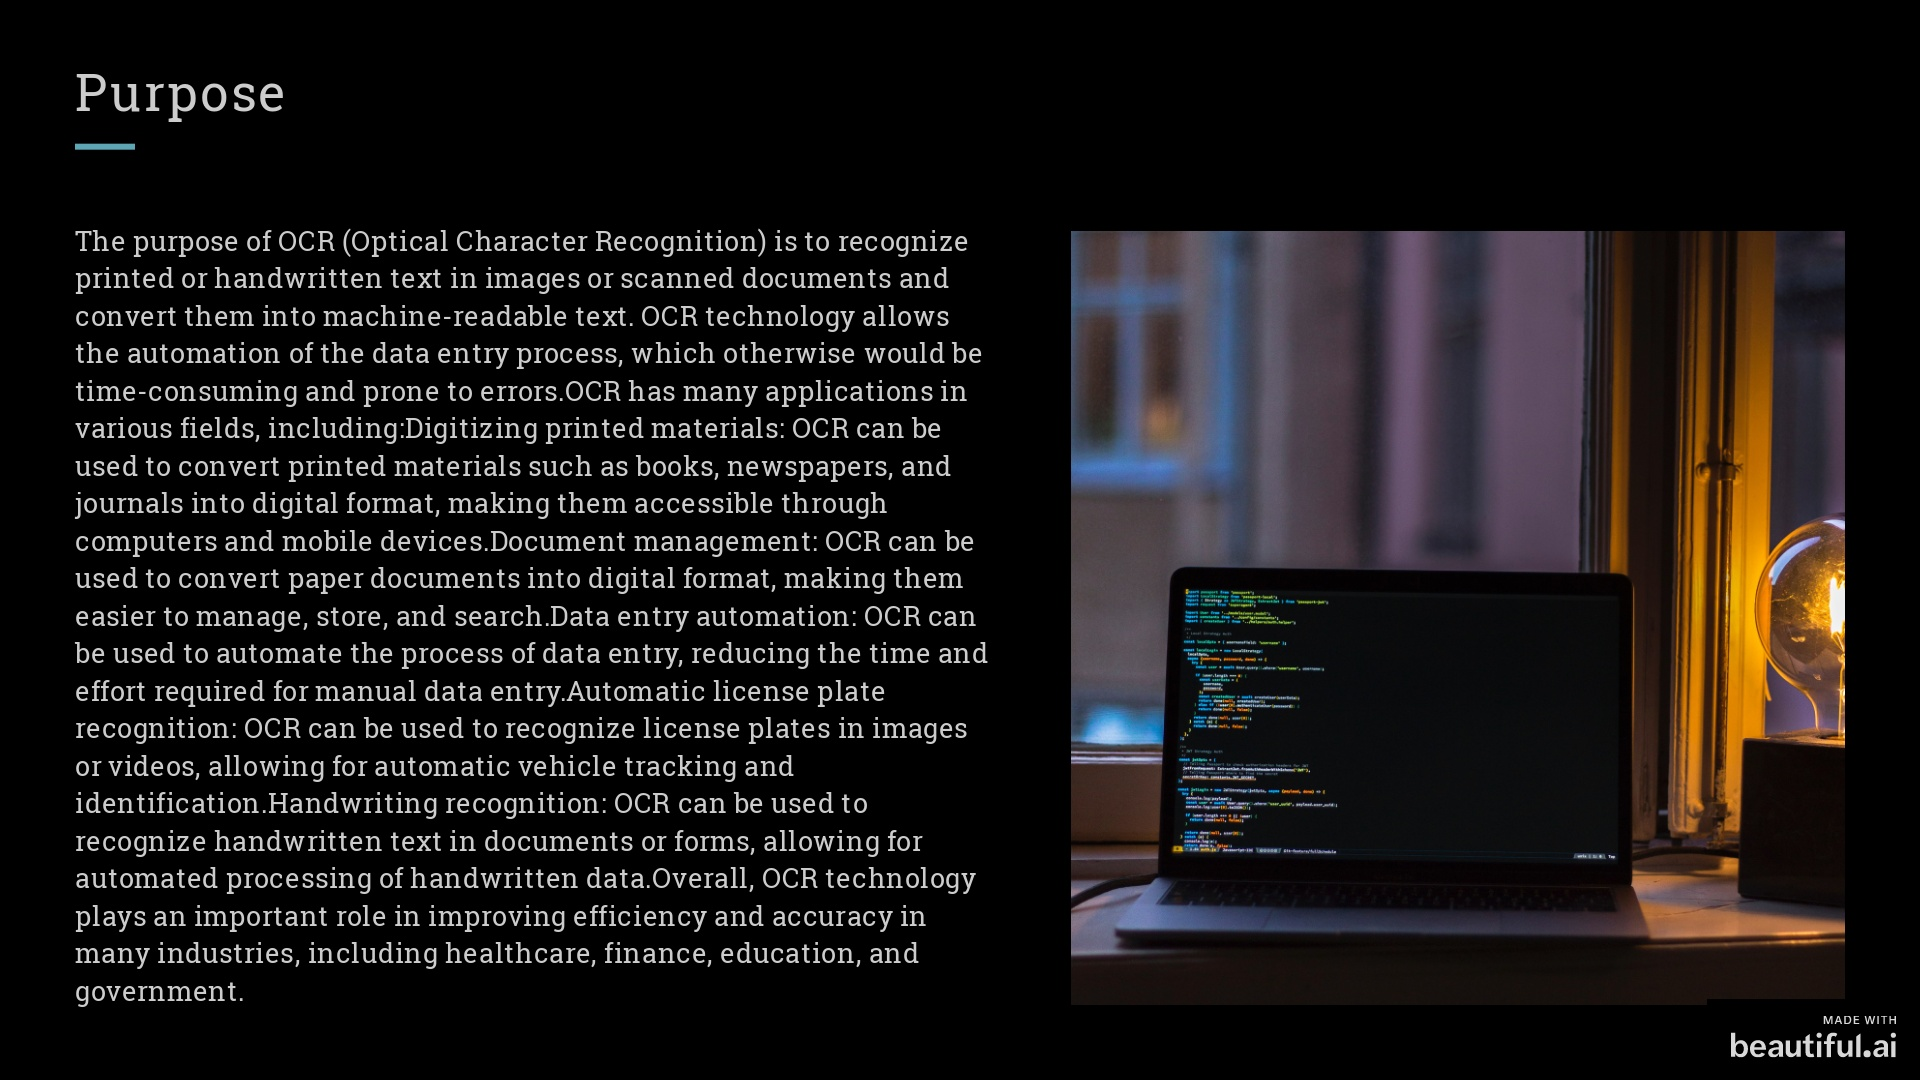 Purpose
The purpose of OCR (Optical Character Recognition) is to recognize
printed or handwritten text in images or scanned documents and
convert them into machine-readable text. OCR technology allows
the automation of the data entry process, which otherwise would be
time-consuming and prone to errors.OCR has many applications in
various fields, including:Digitizing printed materials: OCR can be
used to convert printed materials such as books, newspapers, and
journals into digital format, making them accessible through
computers and mobile devices.Document management: OCR can be
used to convert paper documents into digital format, making them
easier to manage, store, and search.Data entry automation: OCR can
be used to automate the process of data entry, reducing the time and
effort required for manual data entry.Automatic license plate
recognition: OCR can be used to recognize license plates in images
or videos, allowing for automatic vehicle tracking and
identification.Handwriting recognition: OCR can be used to
recognize handwritten text in documents or forms, allowing for
automated processing of handwritten data.Overall, OCR technology
plays an important role in improving efficiency and accuracy in
many industries, including healthcare, finance, education, and
government.
MADE WITH
beautiful.ai